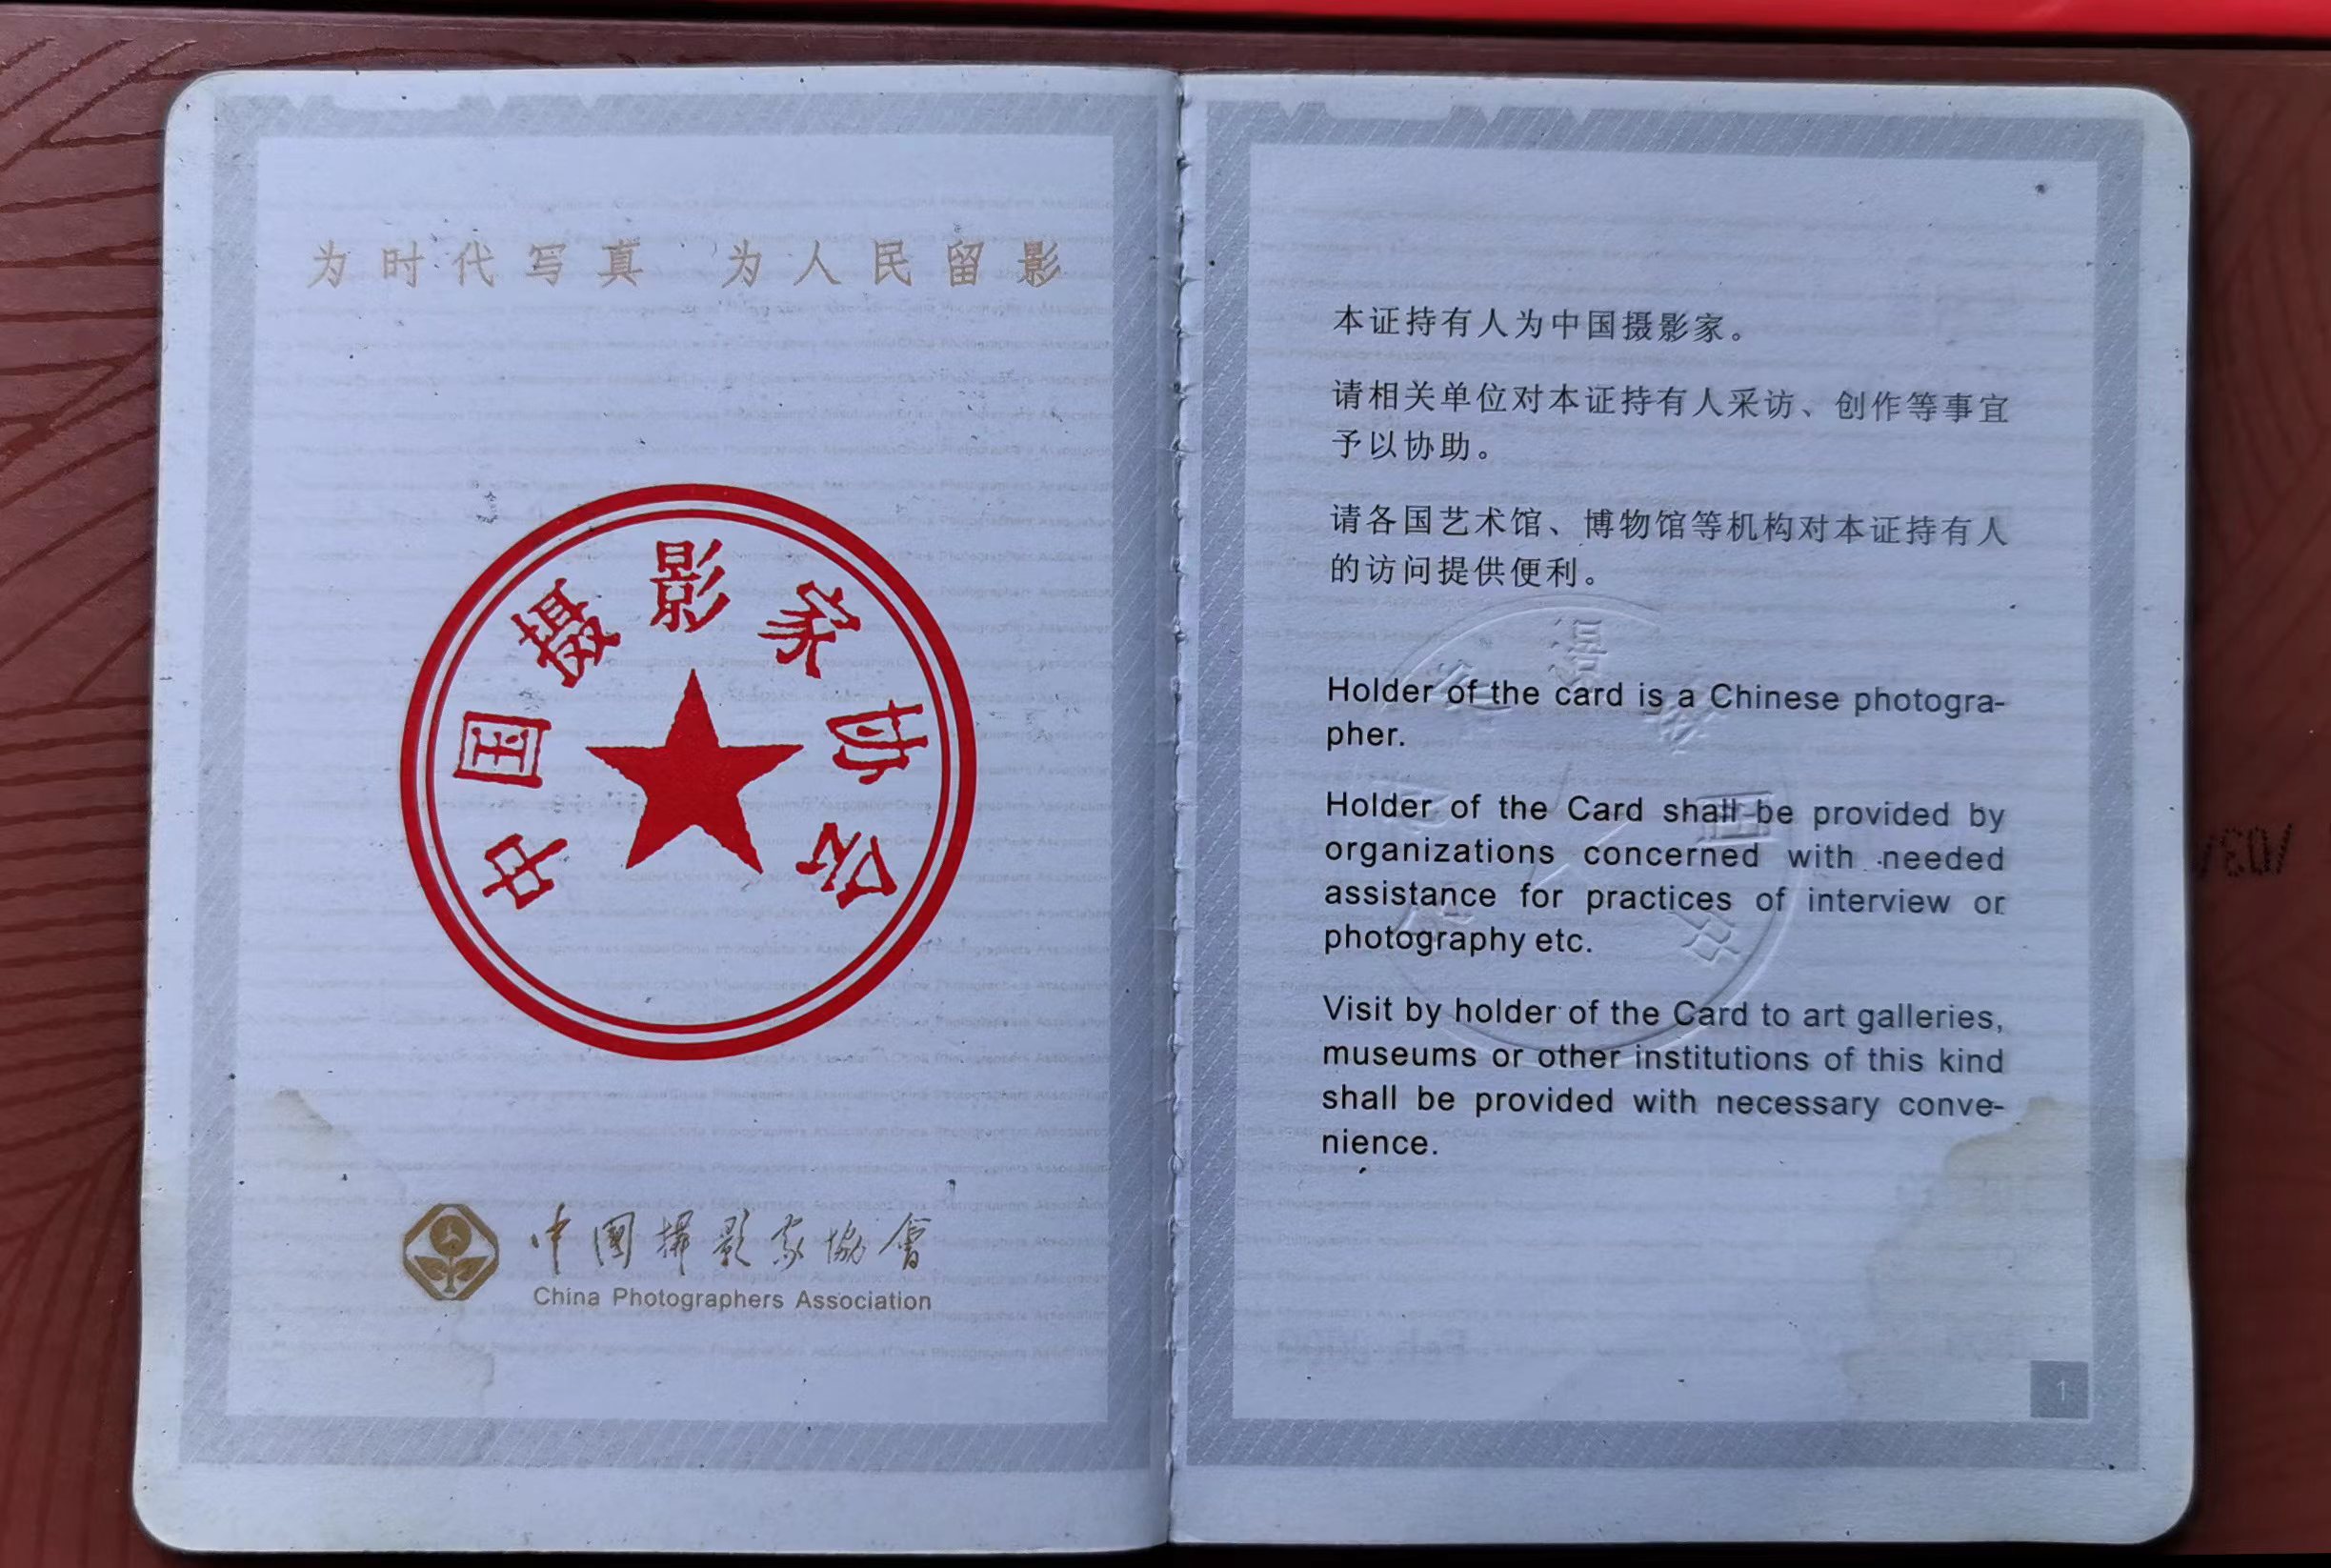 为时代写真 为人民留影
中国摄影家协会
中國攝影家協會
China Photographers Association
本证持有人为中国摄影家。
请相关单位对本证持有人采访、创作等事宜
予以协助。
请各国艺术馆、博物馆等机构对本证持有人
的访问提供便利。
Holder of the card is a Chinese photogra-
pher.
Holder of the Card shall be provided by
organizations concerned with needed
assistance for practices of interview or
photography etc.
Visit by holder of the Card to art galleries,
museums or other institutions of this kind
shall be provided with necessary conve-
nience.
1